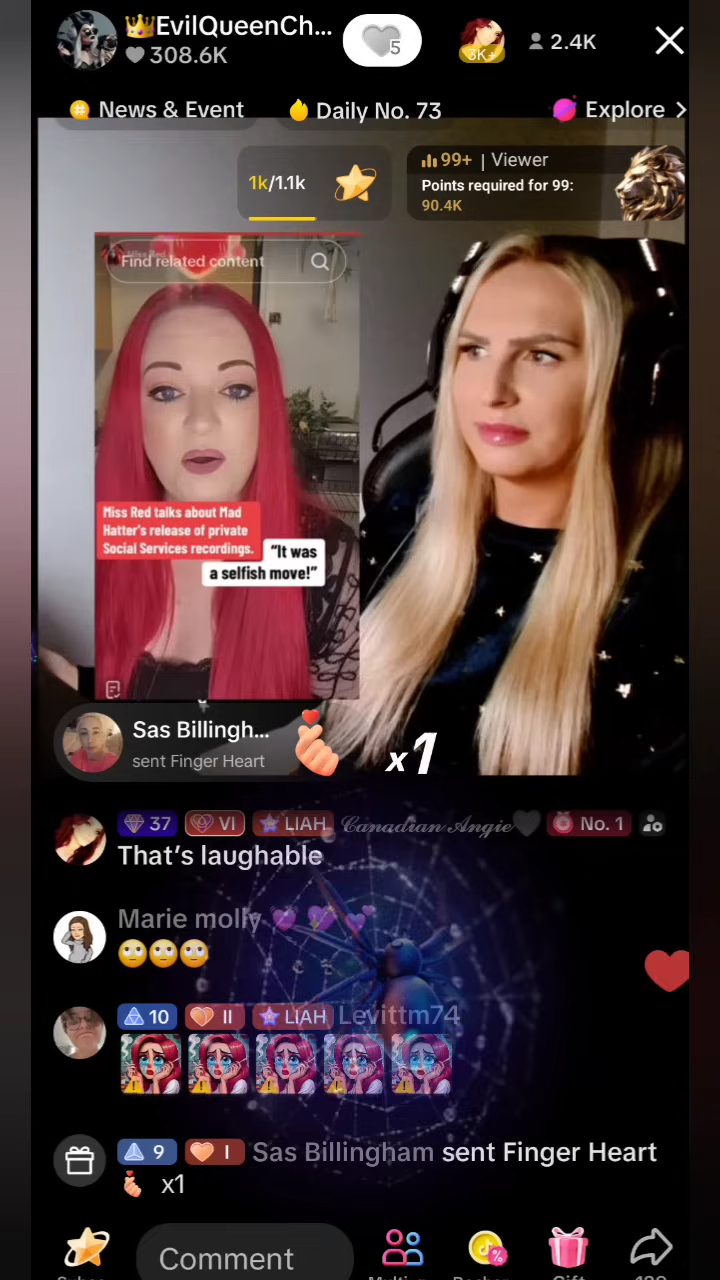 👑EvilQueenCh...
308.6K
5
3K+
2.4K
News & Event
Daily No. 73
Explore >
1k/1.1k
99+ | Viewer
Points required for 99:
90.4K
Find related content
Miss Red talks about Mad
Hatter's release of private
Social Services recordings.
"It was
a selfish move!"
Sas Billingh...
sent Finger Heart
x1
37 VI LIAH Canadian Angie🖤 No. 1
That's laughable
Marie molly 💘 💘 💕
🙄🙄🙄
10 II LIAH Levittm74
9 I Sas Billingham sent Finger Heart
x1
Comment